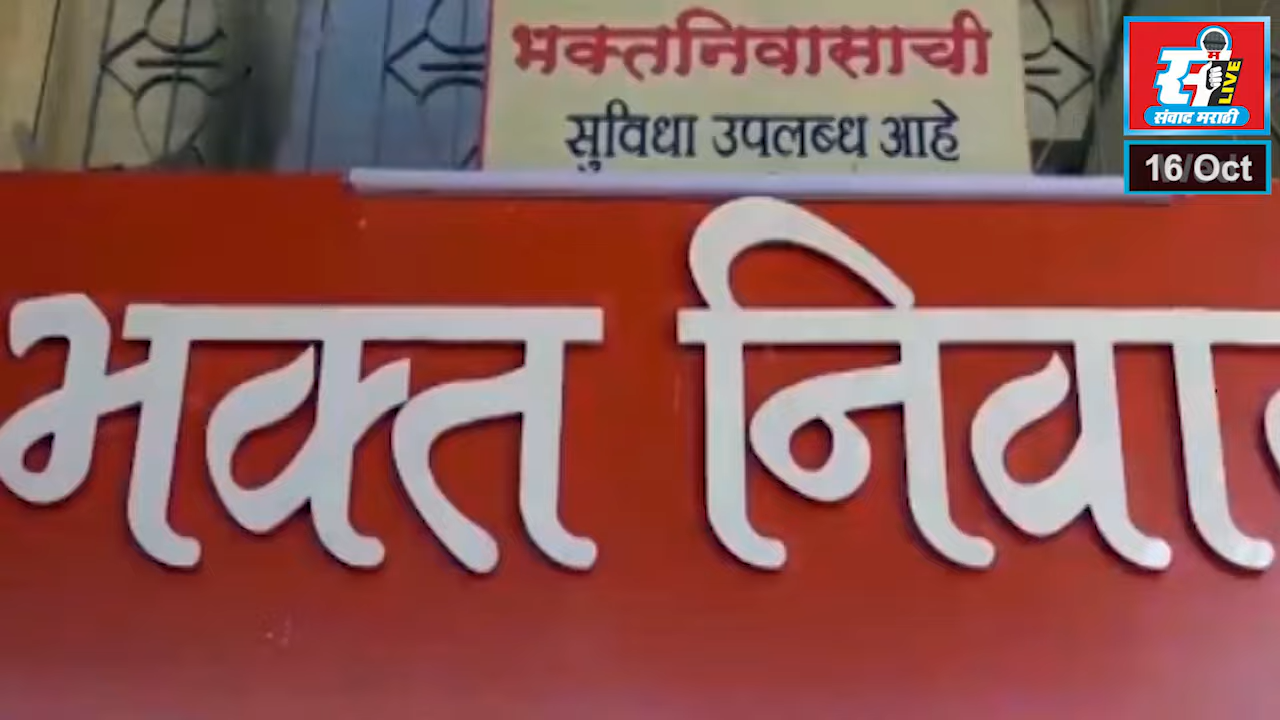 भक्तनिवासाची
सुविधा उपलब्ध आहे
भक्त निवा
स LIVE
संवाद मराठी
16/Oct